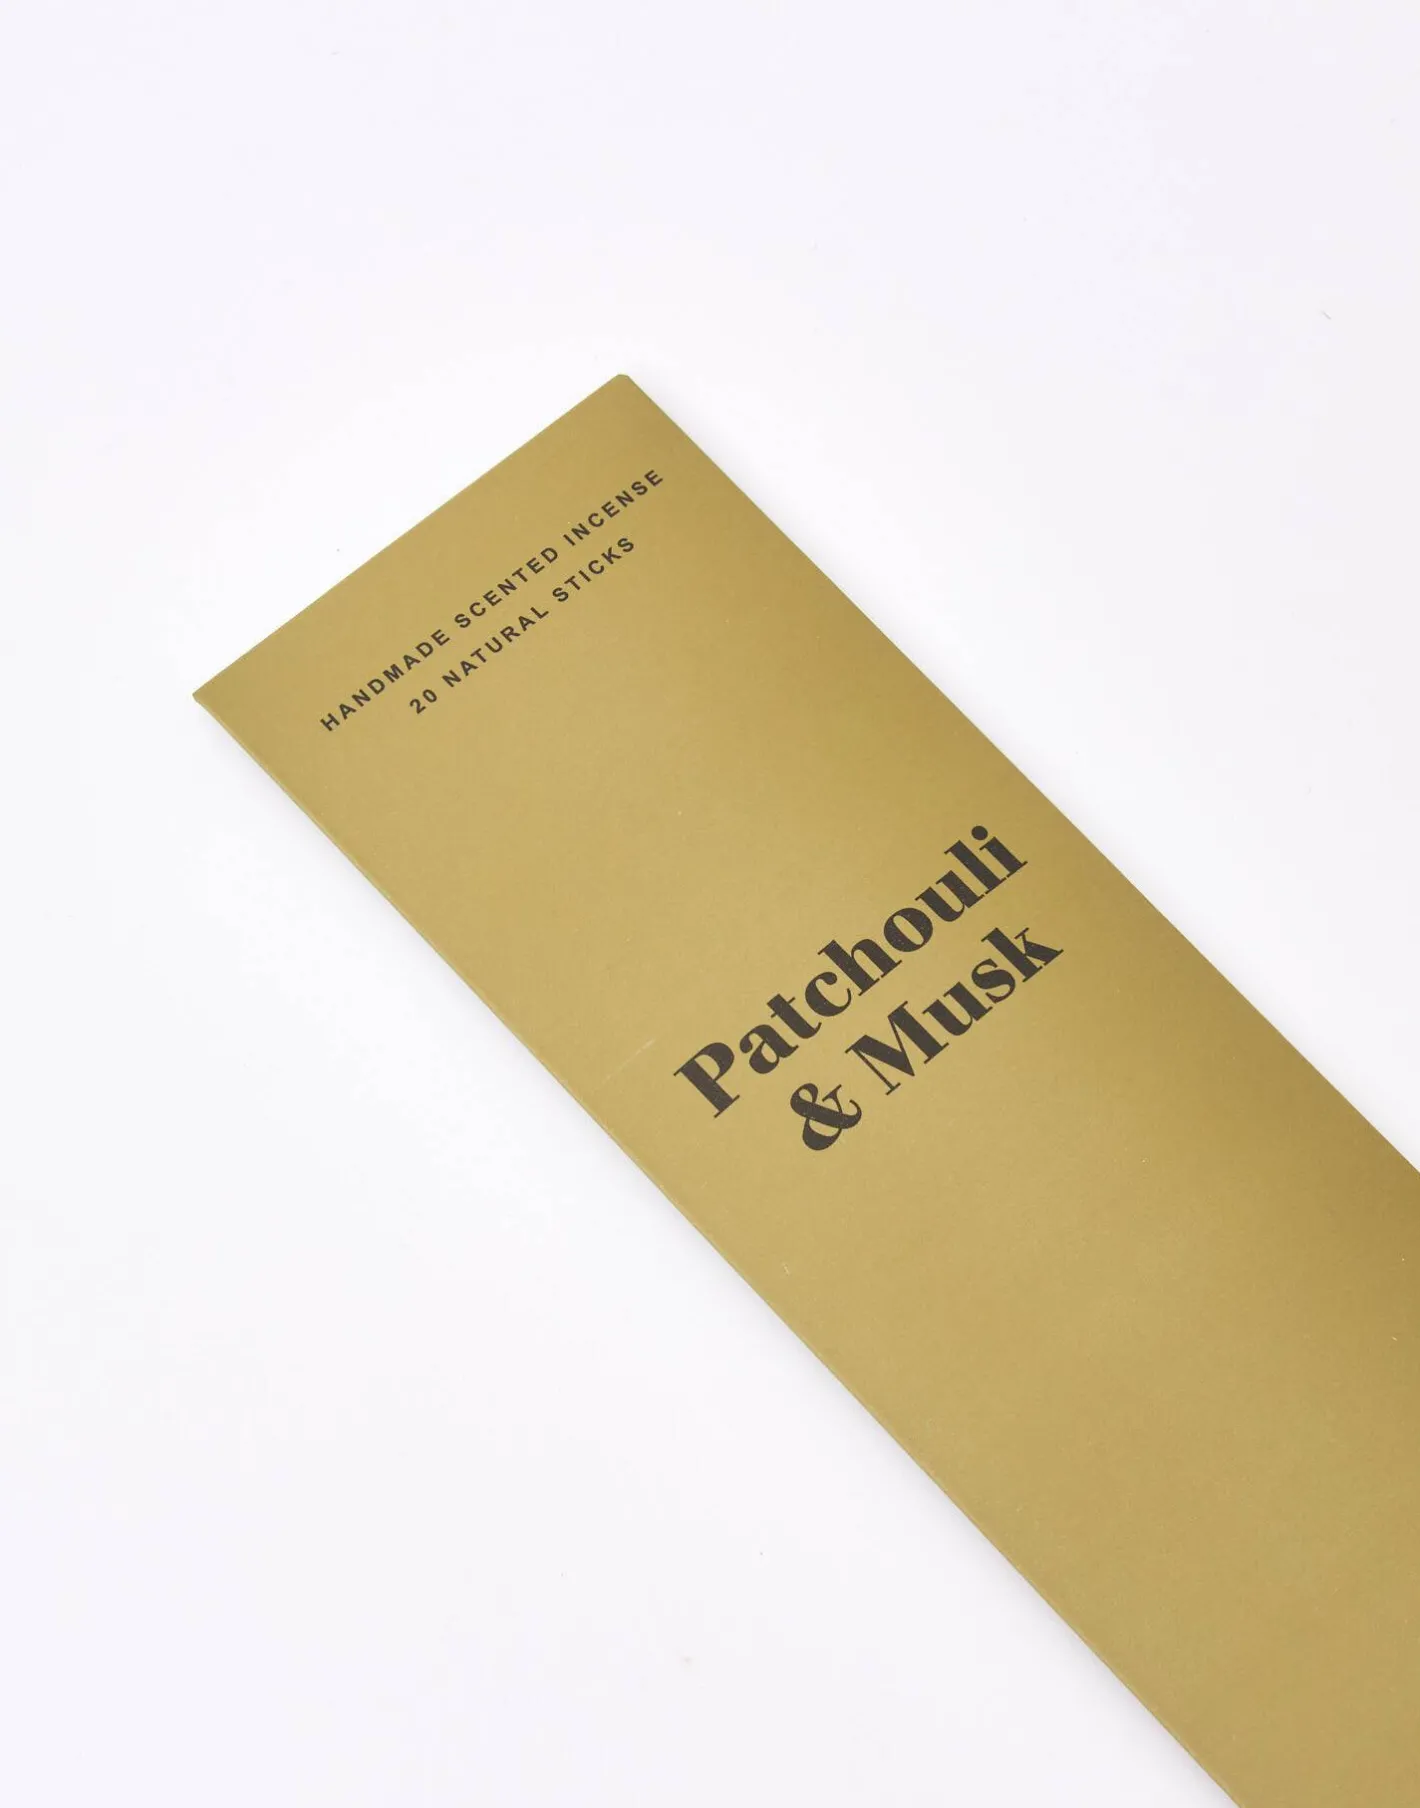 HANDMADE SCENTED INCENSE
20 NATURAL STICKS
Patchouli
& Musk